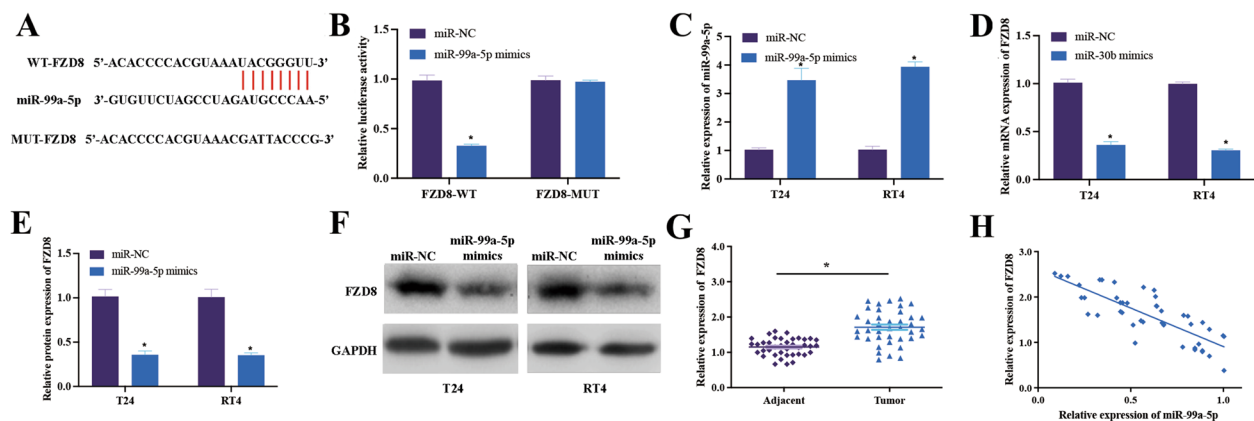 A
WT-FZD8 5'-ACACCCCACGUAAAUACGGGUU-3'
miR-99a-5p 3'-GUGUUCUAGCCUAGAUGCCCAA-5'
MUT-FZD8 5'-ACACCCCACGUAAACGATTACCCG-3'
B
miR-NC
miR-99a-5p mimics
Relative luciferase activity
1.5
1.0
0.5
0.0
*
FZD8-WT FZD8-MUT
C
miR-NC
miR-99a-5p mimics
Relative expression of miR-99a-5p
6
5
4
3
2
1
0
* *
T24 RT4
D
miR-NC
miR-30b mimics
Relative mRNA expression of FZD8
1.5
1.0
0.5
0.0
* *
T24 RT4
E
miR-NC
miR-99a-5p mimics
Relative protein expression of FZD8
1.5
1.0
0.5
0.0
* *
T24 RT4
F
miR-NC miR-99a-5p mimics miR-NC miR-99a-5p mimics
FZD8
GAPDH
T24 RT4
G
Relative expression of FZD8
4.0
3.0
2.0
1.0
0.0
*
Adjacent Tumor
H
Relative expression of FZD8
3.0
2.0
1.0
0.0
0.0 0.5 1.0
Relative expression of miR-99a-5p